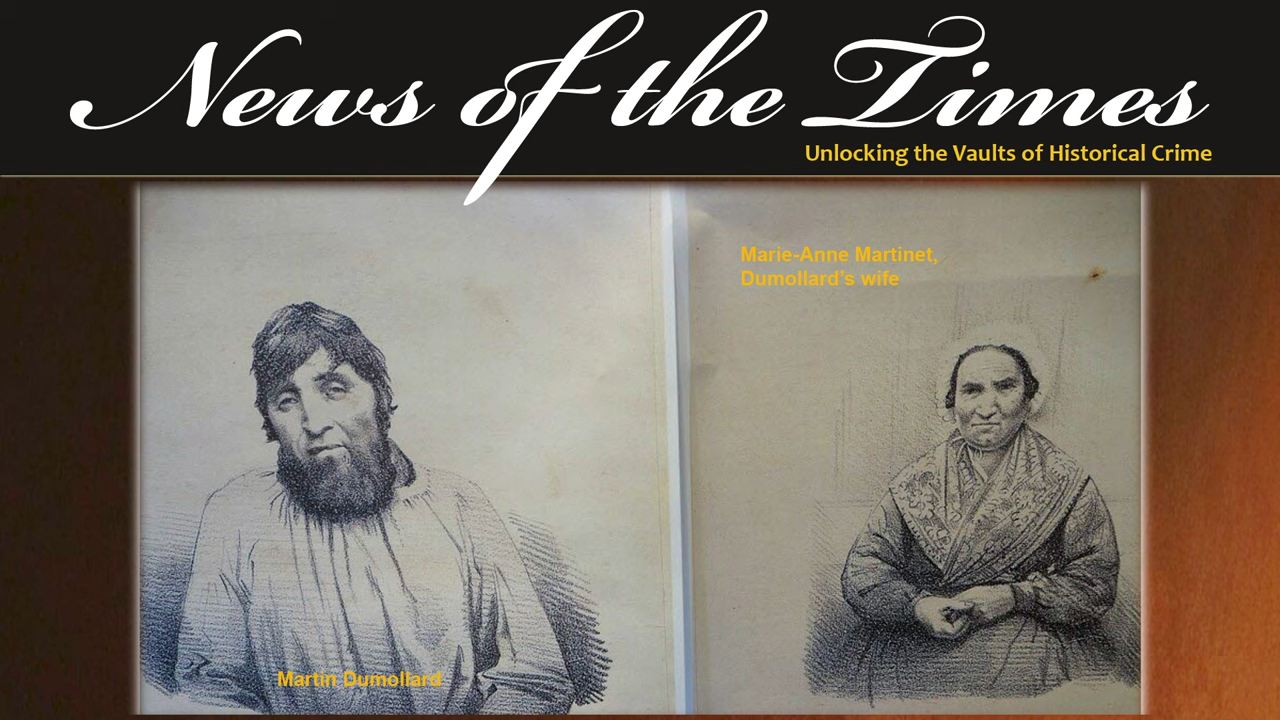 News of the Times
Unlocking the Vaults of Historical Crime
Marie-Anne Martinet,
Dumollard's wife
Martin Dumollard